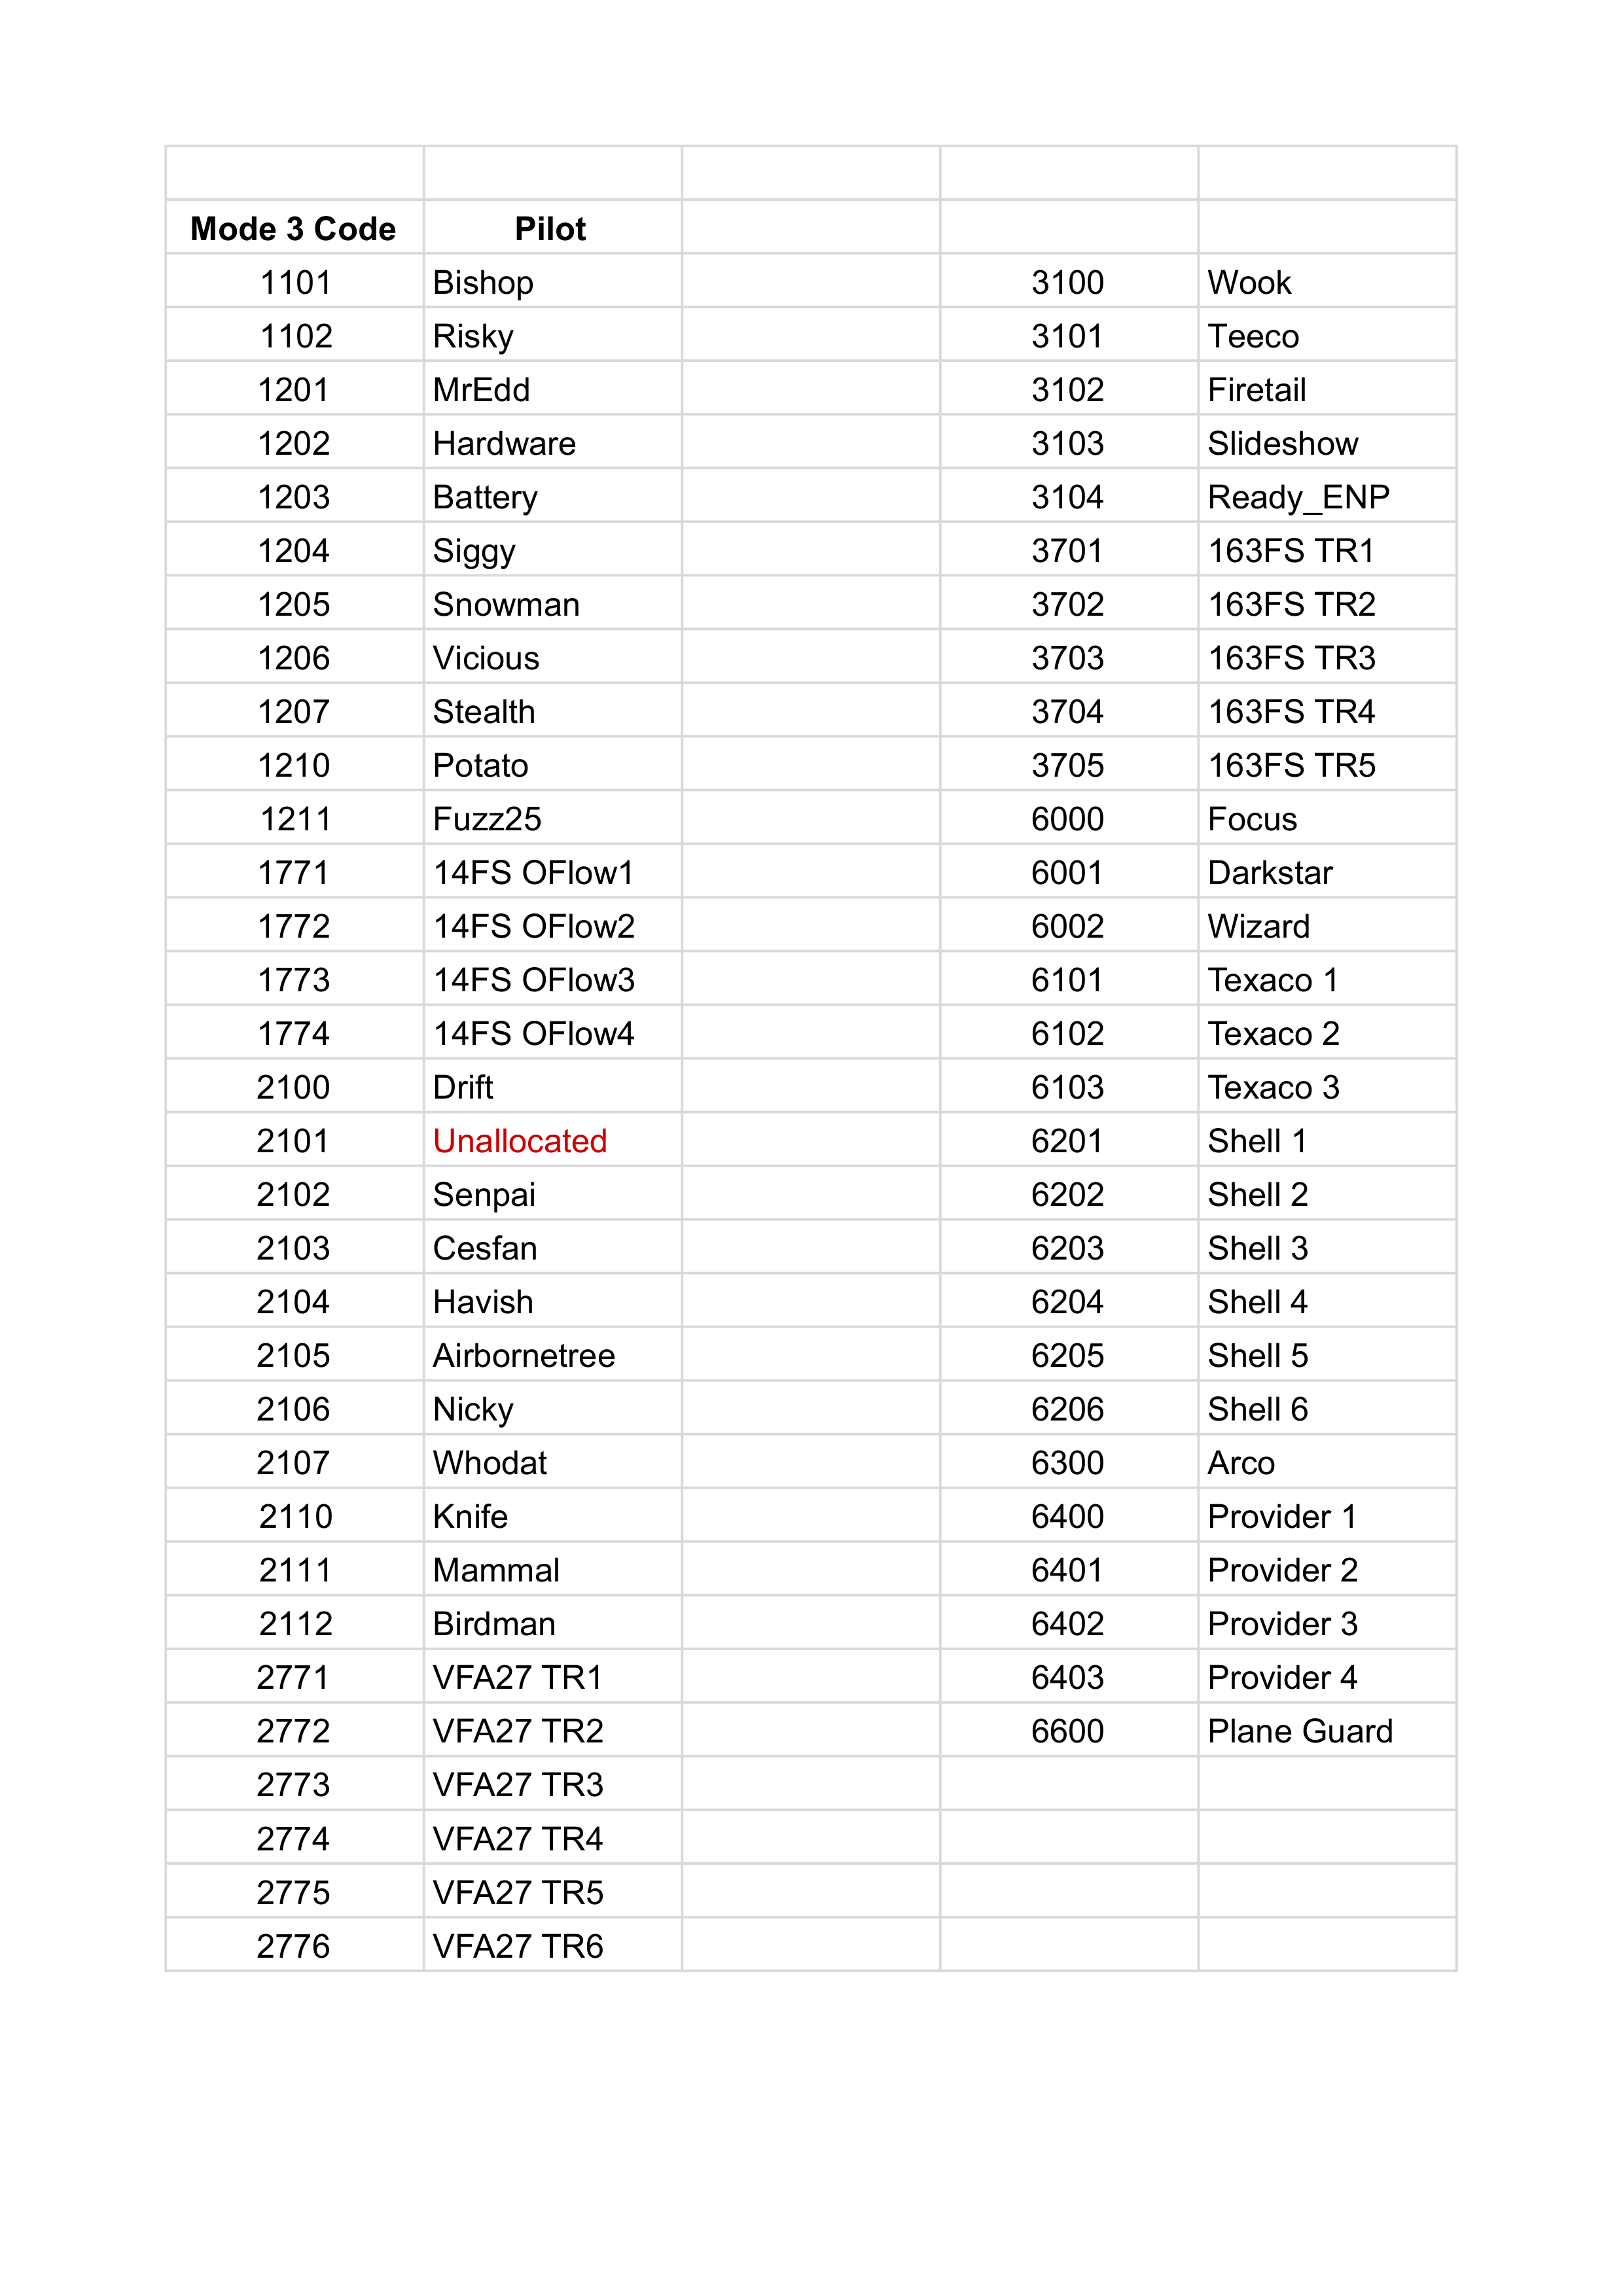 Mode 3 Code Pilot
1101 Bishop 3100 Wook
1102 Risky 3101 Teeco
1201 MrEdd 3102 Firetail
1202 Hardware 3103 Slideshow
1203 Battery 3104 Ready_ENP
1204 Siggy 3701 163FS TR1
1205 Snowman 3702 163FS TR2
1206 Vicious 3703 163FS TR3
1207 Stealth 3704 163FS TR4
1210 Potato 3705 163FS TR5
1211 Fuzz25 6000 Focus
1771 14FS OFlow1 6001 Darkstar
1772 14FS OFlow2 6002 Wizard
1773 14FS OFlow3 6101 Texaco 1
1774 14FS OFlow4 6102 Texaco 2
2100 Drift 6103 Texaco 3
2101 Unallocated 6201 Shell 1
2102 Senpai 6202 Shell 2
2103 Cesfan 6203 Shell 3
2104 Havish 6204 Shell 4
2105 Airbornetree 6205 Shell 5
2106 Nicky 6206 Shell 6
2107 Whodat 6300 Arco
2110 Knife 6400 Provider 1
2111 Mammal 6401 Provider 2
2112 Birdman 6402 Provider 3
2771 VFA27 TR1 6403 Provider 4
2772 VFA27 TR2 6600 Plane Guard
2773 VFA27 TR3
2774 VFA27 TR4
2775 VFA27 TR5
2776 VFA27 TR6